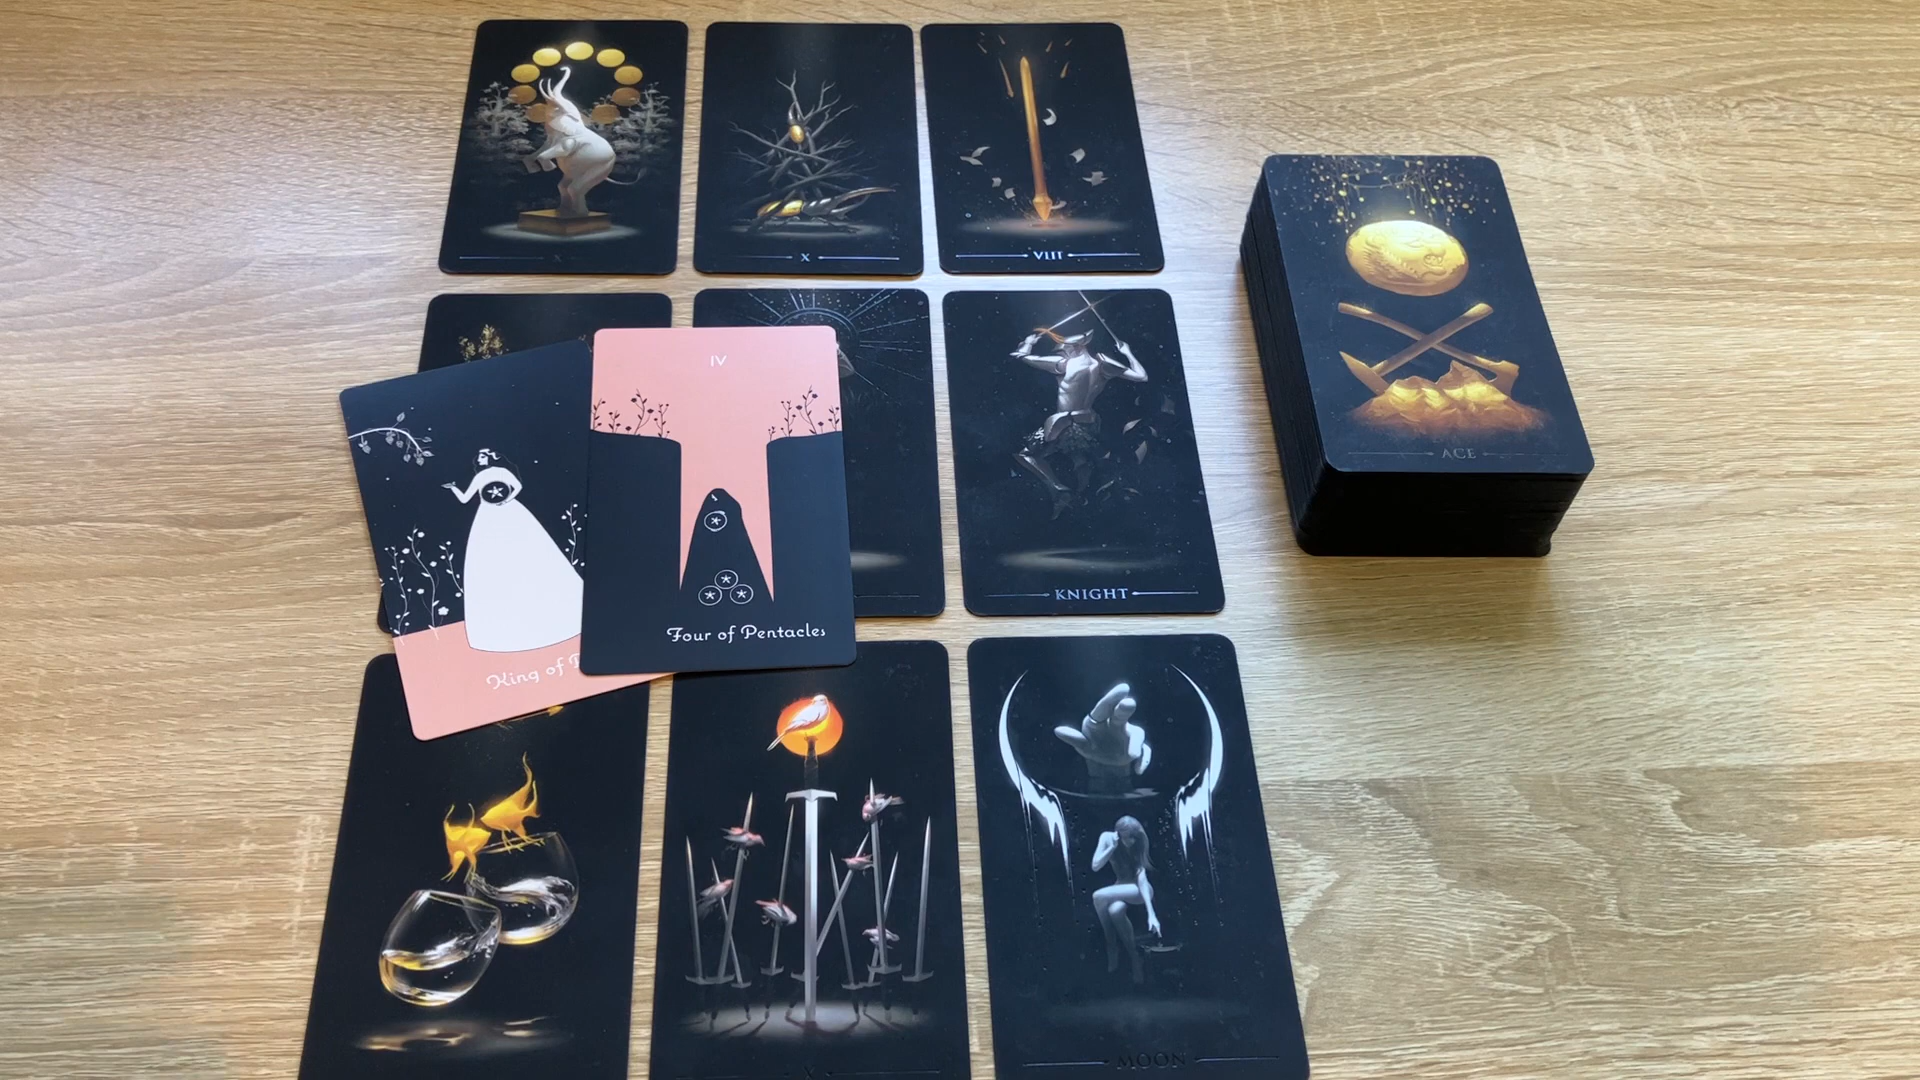 X
X
VIII
ACE
IV
KNIGHT
Four of Pentacles
King of
X
MOON